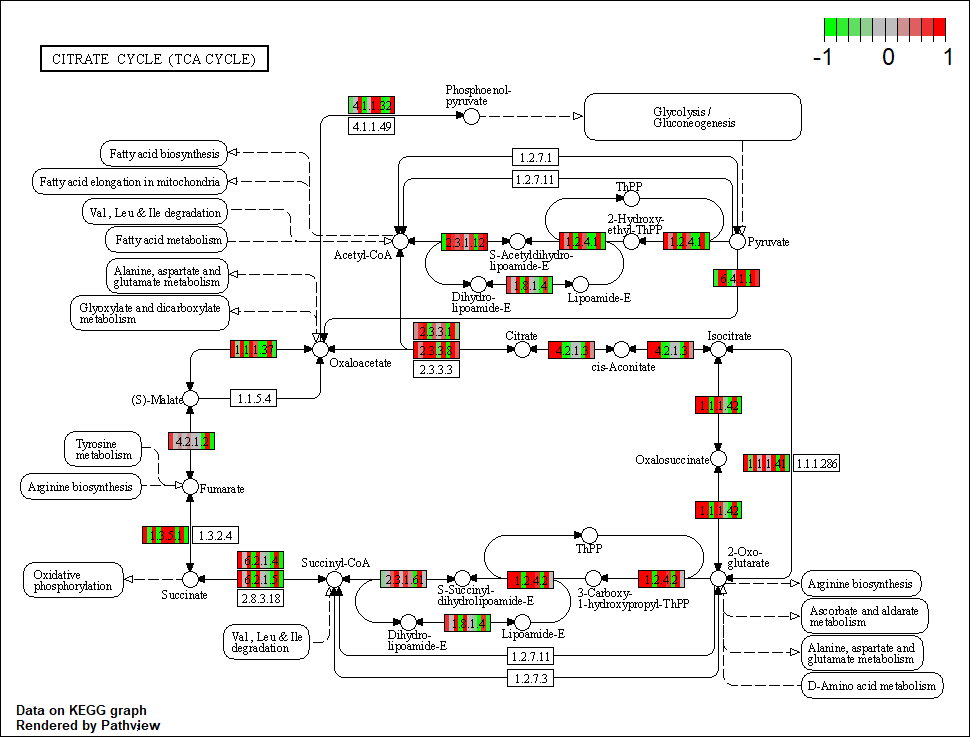 -1 0 1
CITRATE CYCLE (TCA CYCLE)
Phosphoenol-
pyruvate
4.1.1.32
4.1.1.49
Glycolysis /
Gluconeogenesis
Fatty acid biosynthesis
Fatty acid elongation in mitochondria
Val, Leu & Ile degradation
Fatty acid metabolism
1.2.7.1
1.2.7.11
ThPP
2-Hydroxy-
ethyl-ThPP
Acetyl-CoA
2.3.1.12
S-Acetyldihydro-
lipoamide-E
1.2.4.1
1.2.4.1
Pyruvate
Alanine, aspartate and
glutamate metabolism
Dihydro-
lipoamide-E
1.8.1.4
Lipoamide-E
6.4.1.1
Glyoxylate and dicarboxylate
metabolism
2.3.3.1
2.3.3.8
2.3.3.3
Citrate
Isocitrate
1.1.1.37
Oxaloacetate
4.2.1.3
cis-Aconitate
4.2.1.3
(S)-Malate
1.1.5.4
1.1.1.42
4.2.1.2
Tyrosine
metabolism
Oxalosuccinate
1.1.1.41
1.1.1.286
Arginine biosynthesis
Fumarate
1.1.1.42
1.3.5.1
1.3.2.4
ThPP
6.2.1.4
6.2.1.5
2.8.3.18
Succinyl-CoA
2-Oxo-
glutarate
Oxidative
phosphorylation
Succinate
2.3.1.61
S-Succinyl-
dihydrolipoamide-E
1.2.4.2
3-Carboxy-
1-hydroxypropyl-ThPP
1.2.4.2
Arginine biosynthesis
Ascorbate and aldarate
metabolism
Val, Leu & Ile
degradation
Dihydro-
lipoamide-E
1.8.1.4
Lipoamide-E
1.2.7.11
1.2.7.3
Alanine, aspartate and
glutamate metabolism
D-Amino acid metabolism
Data on KEGG graph
Rendered by Pathview